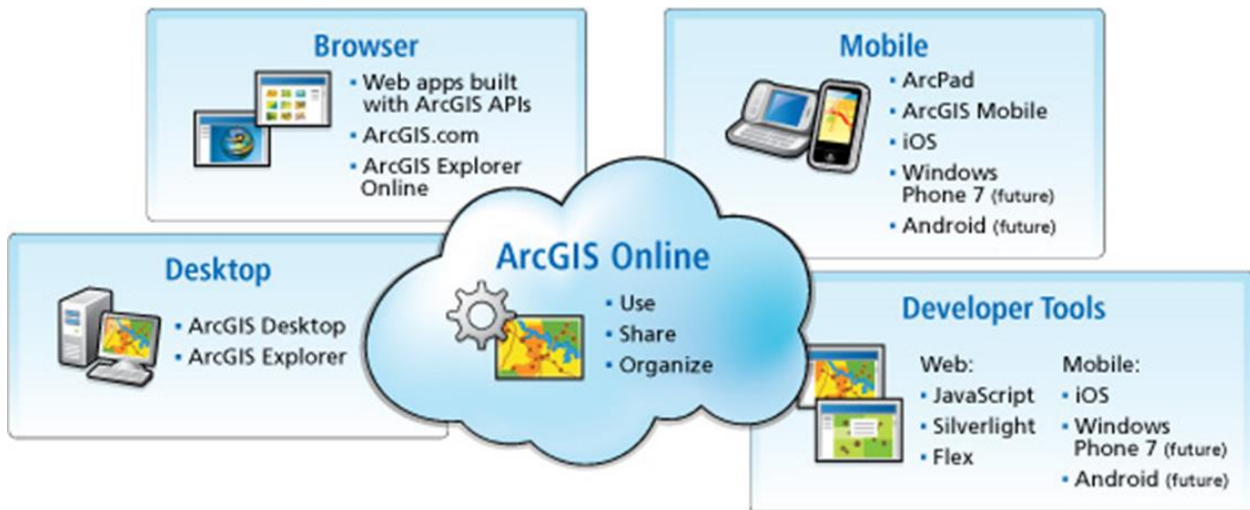 Browser
▪ Web apps built
with ArcGIS APIs
▪ ArcGIS.com
▪ ArcGIS Explorer
Online
Mobile
▪ ArcPad
▪ ArcGIS Mobile
▪ iOS
▪ Windows
Phone 7 (future)
▪ Android (future)
Desktop
▪ ArcGIS Desktop
▪ ArcGIS Explorer
ArcGIS Online
▪ Use
▪ Share
▪ Organize
Developer Tools
Web:
▪ JavaScript
▪ Silverlight
▪ Flex
Mobile:
▪ iOS
▪ Windows
Phone 7 (future)
▪ Android (future)